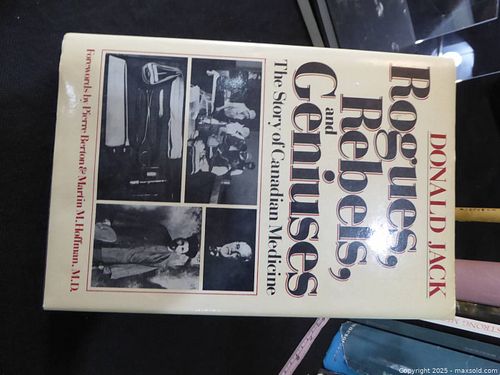 DONALD JACK
Rogues,
Rebels,
and
Geniuses
The Story of Canadian Medicine
Forewords by Pierre Berton & Martin M. Hoffman, M.D.
Copyright 2025 - maxsold.com